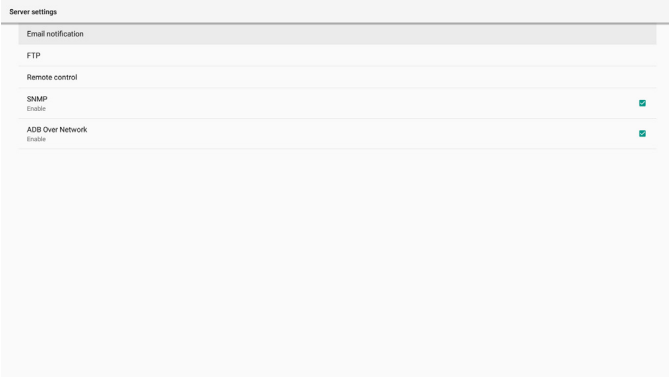 Server settings
Email notification
FTP
Remote control
SNMP
Enable
ADB Over Network
Enable